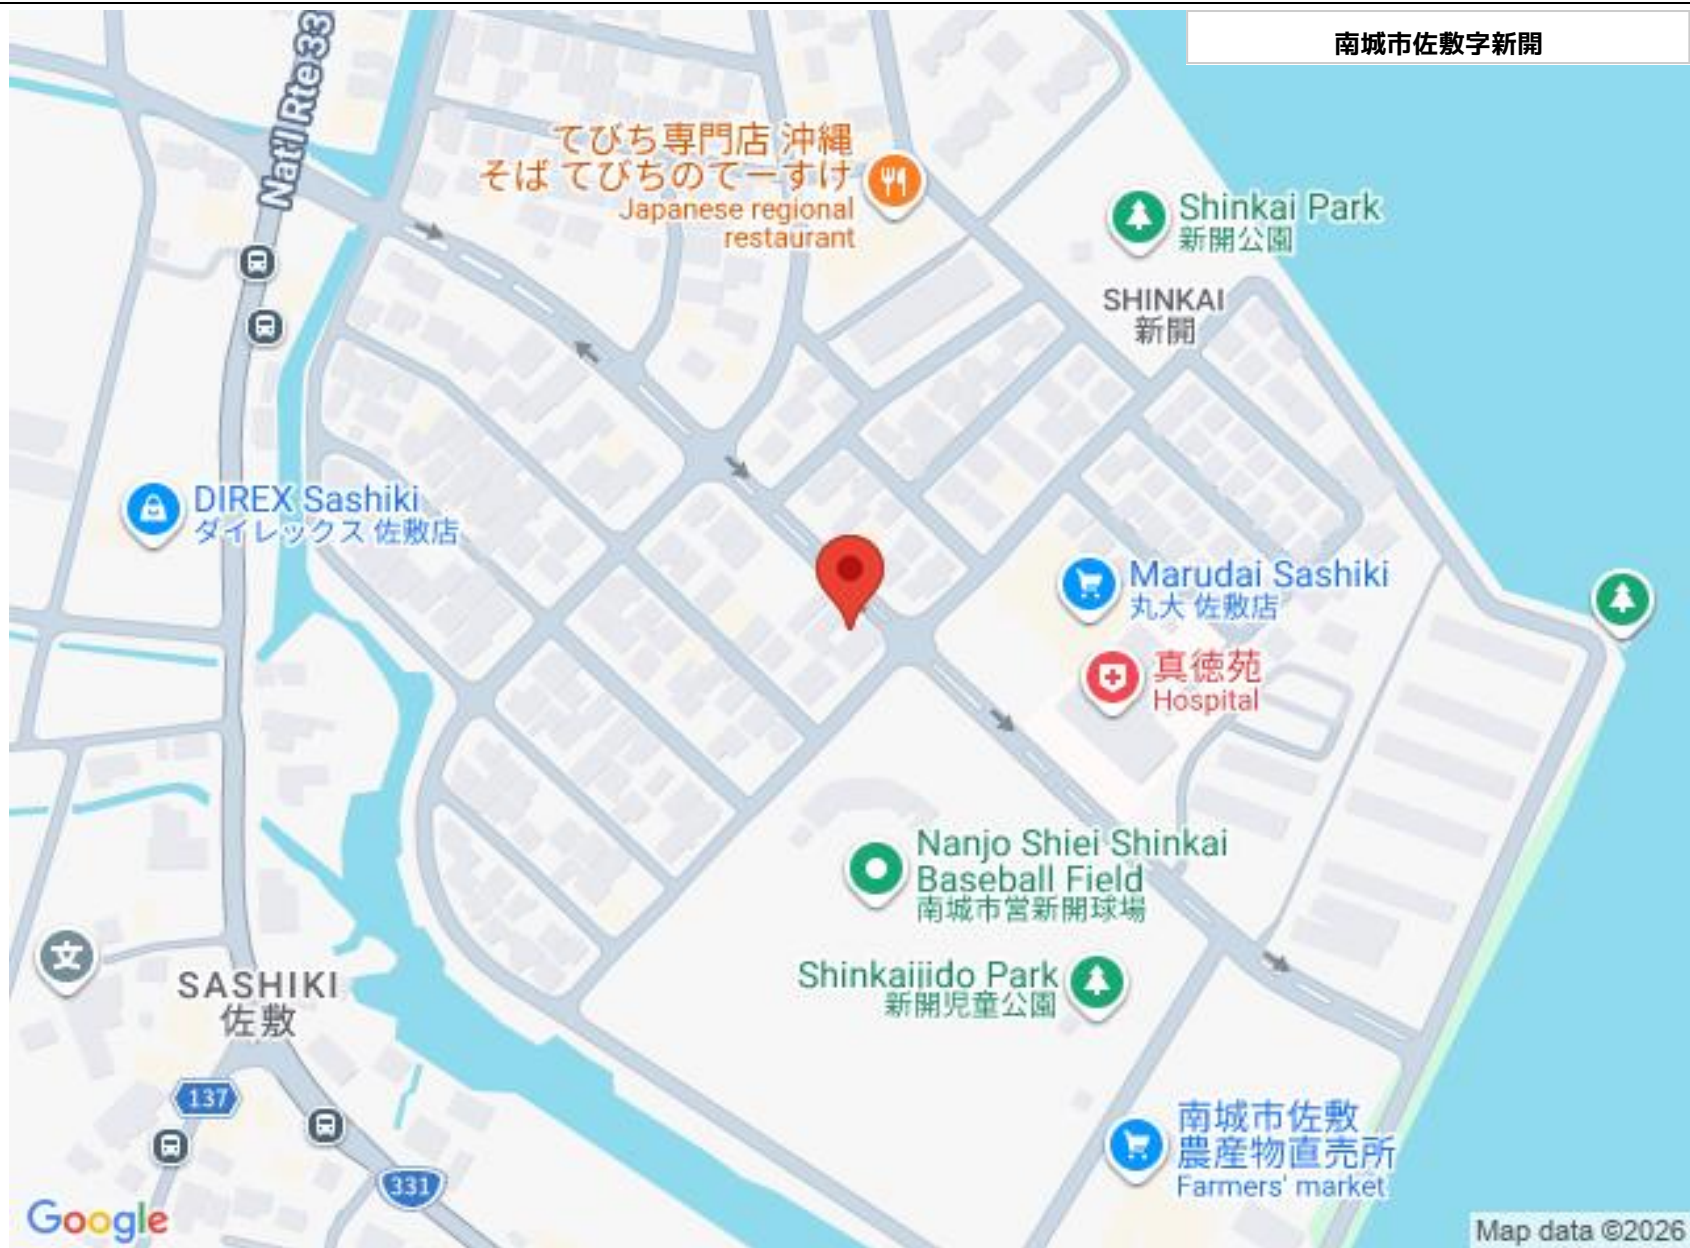 南城市佐敷字新開
Nat'l Rte 33
てびち専門店 沖縄
そば てびちのてーすけ
Japanese regional
restaurant
Shinkai Park
新開公園
SHINKAI
新開
DIREX Sashiki
ダイレックス 佐敷店
Marudai Sashiki
丸大 佐敷店
真徳苑
Hospital
Nanjo Shiei Shinkai
Baseball Field
南城市営新開球場
Shinkaijido Park
新開児童公園
文
SASHIKI
佐敷
137
331
南城市佐敷
農産物直売所
Farmers' market
Google
Map data ©2026